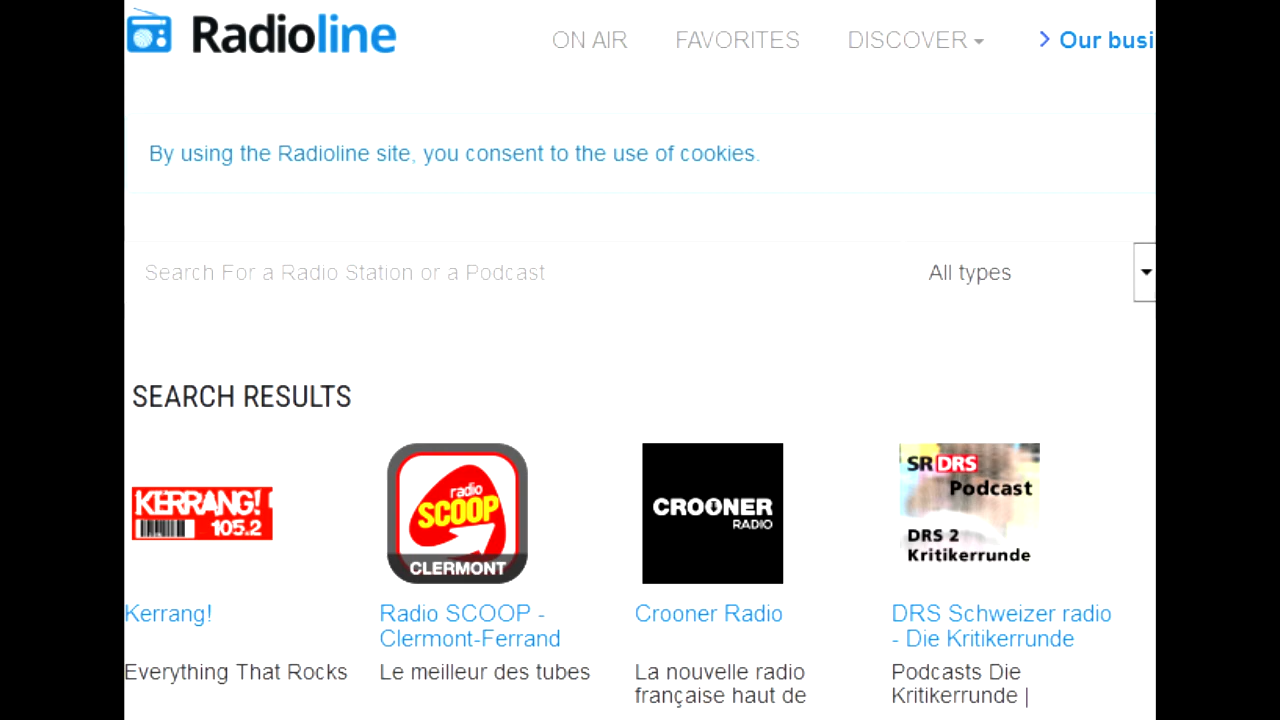 Radioline
ON AIR FAVORITES DISCOVER Our busi
By using the Radioline site, you consent to the use of cookies.
Search For a Radio Station or a Podcast All types
SEARCH RESULTS
KERRANG!
105.2
radio
SCOOP
CLERMONT
CROONER
RADIO
SR DRS
Podcast
DRS 2
Kritikerrunde
Kerrang!
Everything That Rocks
Radio SCOOP -
Clermont-Ferrand
Le meilleur des tubes
Crooner Radio
La nouvelle radio
française haut de
DRS Schweizer radio
- Die Kritikerrunde
Podcasts Die
Kritikerrunde |